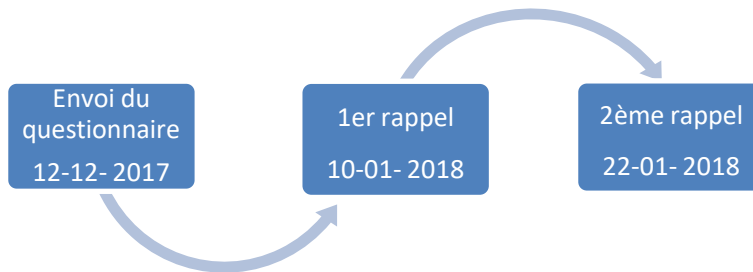 Envoi du
questionnaire
12-12- 2017
1er rappel
10-01- 2018
2ème rappel
22-01- 2018